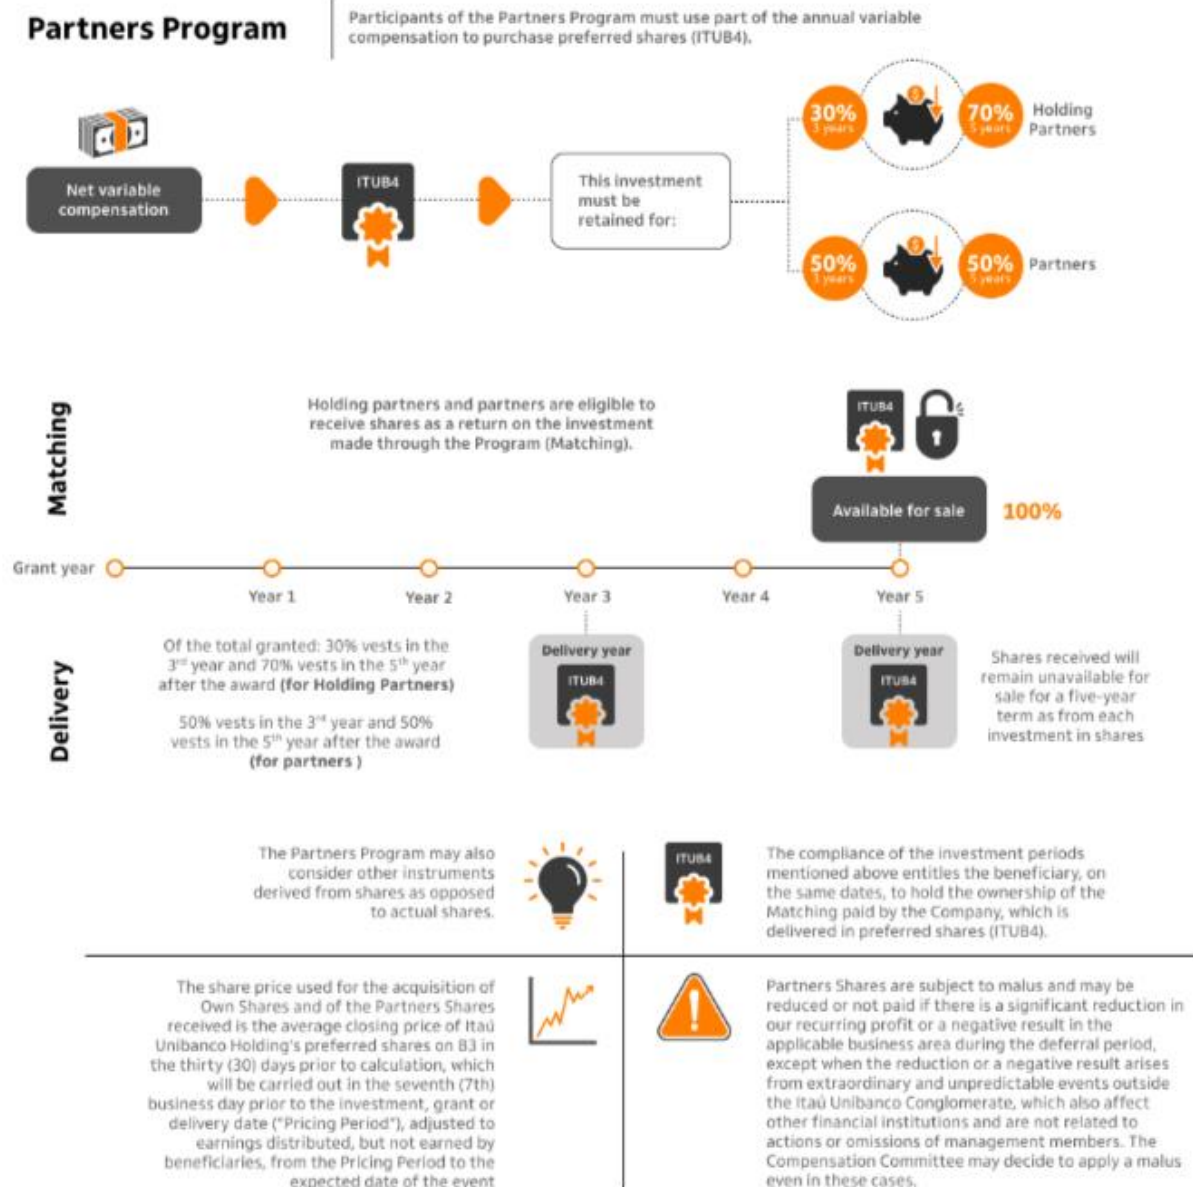 Partners Program
Participants of the Partners Program must use part of the annual variable
compensation to purchase preferred shares (ITUB4).
Net variable
compensation
ITUB4
This investment
must be
retained for:
30%
3 years
70%
5 years
Holding
Partners
50%
3 years
50%
5 years
Partners
Matching
Holding partners and partners are eligible to
receive shares as a return on the investment
made through the Program (Matching).
ITUB4
Available for sale
100%
Grant year
Year 1
Year 2
Year 3
Year 4
Year 5
Delivery
Of the total granted: 30% vests in the
3rd year and 70% vests in the 5th year
after the award (for Holding Partners)
50% vests in the 3rd year and 50%
vests in the 5th year after the award
(for partners )
Delivery year
ITUB4
Delivery year
ITUB4
Shares received will
remain unavailable for
sale for a five-year
term as from each
investment in shares
The Partners Program may also
consider other instruments
derived from shares as opposed
to actual shares.
ITUB4
The compliance of the investment periods
mentioned above entitles the beneficiary, on
the same dates, to hold the ownership of the
Matching paid by the Company, which is
delivered in preferred shares (ITUB4).
The share price used for the acquisition of
Own Shares and of the Partners Shares
received is the average closing price of Itaú
Unibanco Holding's preferred shares on B3 in
the thirty (30) days prior to calculation, which
will be carried out in the seventh (7th)
business day prior to the investment, grant or
delivery date ("Pricing Period"), adjusted to
earnings distributed, but not earned by
beneficiaries, from the Pricing Period to the
expected date of the event
Partners Shares are subject to malus and may be
reduced or not paid if there is a significant reduction in
our recurring profit or a negative result in the
applicable business area during the deferral period,
except when the reduction or a negative result arises
from extraordinary and unpredictable events outside
the Itaú Unibanco Conglomerate, which also affect
other financial institutions and are not related to
actions or omissions of management members. The
Compensation Committee may decide to apply a malus
even in these cases.